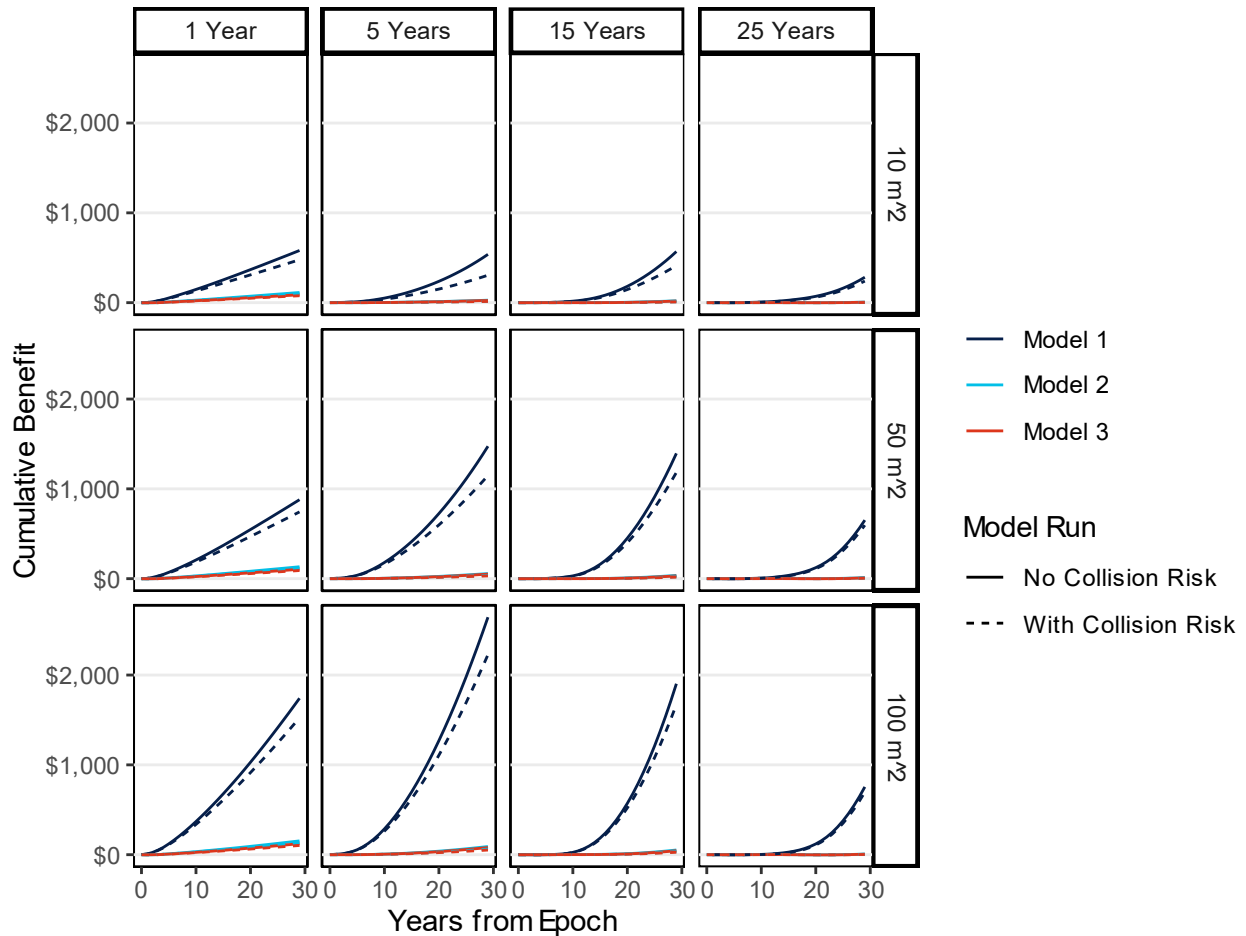 1 Year
5 Years
15 Years
25 Years
$2,000
$1,000
$0
10 m^2
$2,000
$1,000
$0
50 m^2
$2,000
$1,000
$0
100 m^2
0 10 20 30 0 10 20 30 0 10 20 30 0 10 20 30
Years from Epoch
Cumulative Benefit
Model 1
Model 2
Model 3
Model Run
No Collision Risk
With Collision Risk